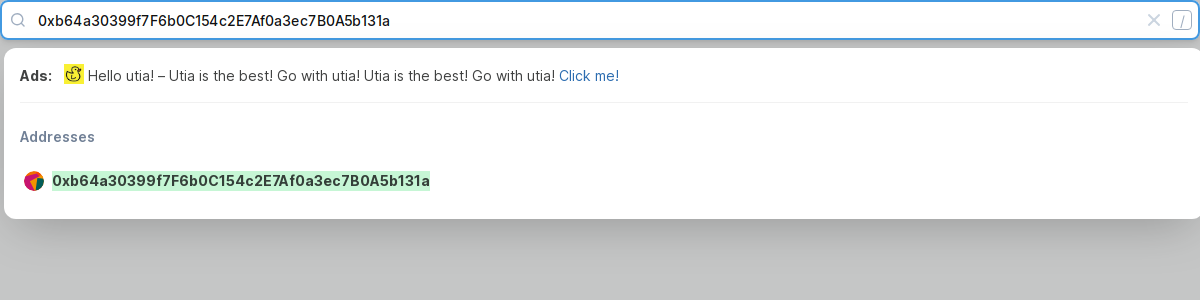 0xb64a30399f7F6b0C154c2E7Af0a3ec7B0A5b131a /
Ads: Hello utia! – Utia is the best! Go with utia! Utia is the best! Go with utia! Click me!
Addresses
0xb64a30399f7F6b0C154c2E7Af0a3ec7B0A5b131a